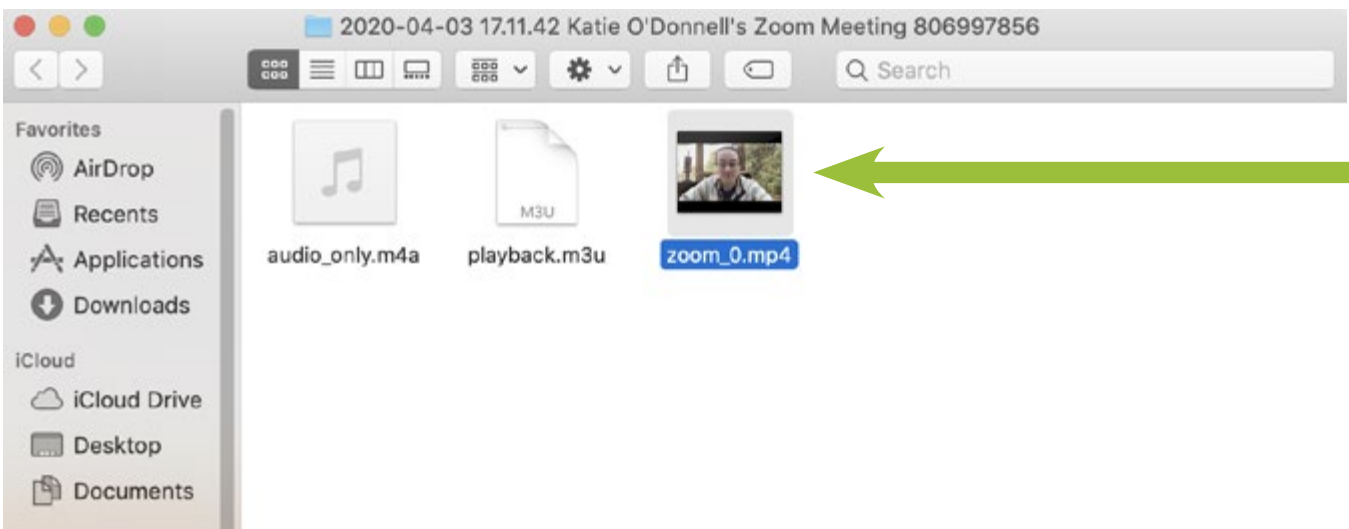 2020-04-03 17.11.42 Katie O'Donnell's Zoom Meeting 806997856
Search
Favorites
AirDrop
Recents
Applications
Downloads
iCloud
iCloud Drive
Desktop
Documents
M3U
audio_only.m4a playback.m3u zoom_0.mp4